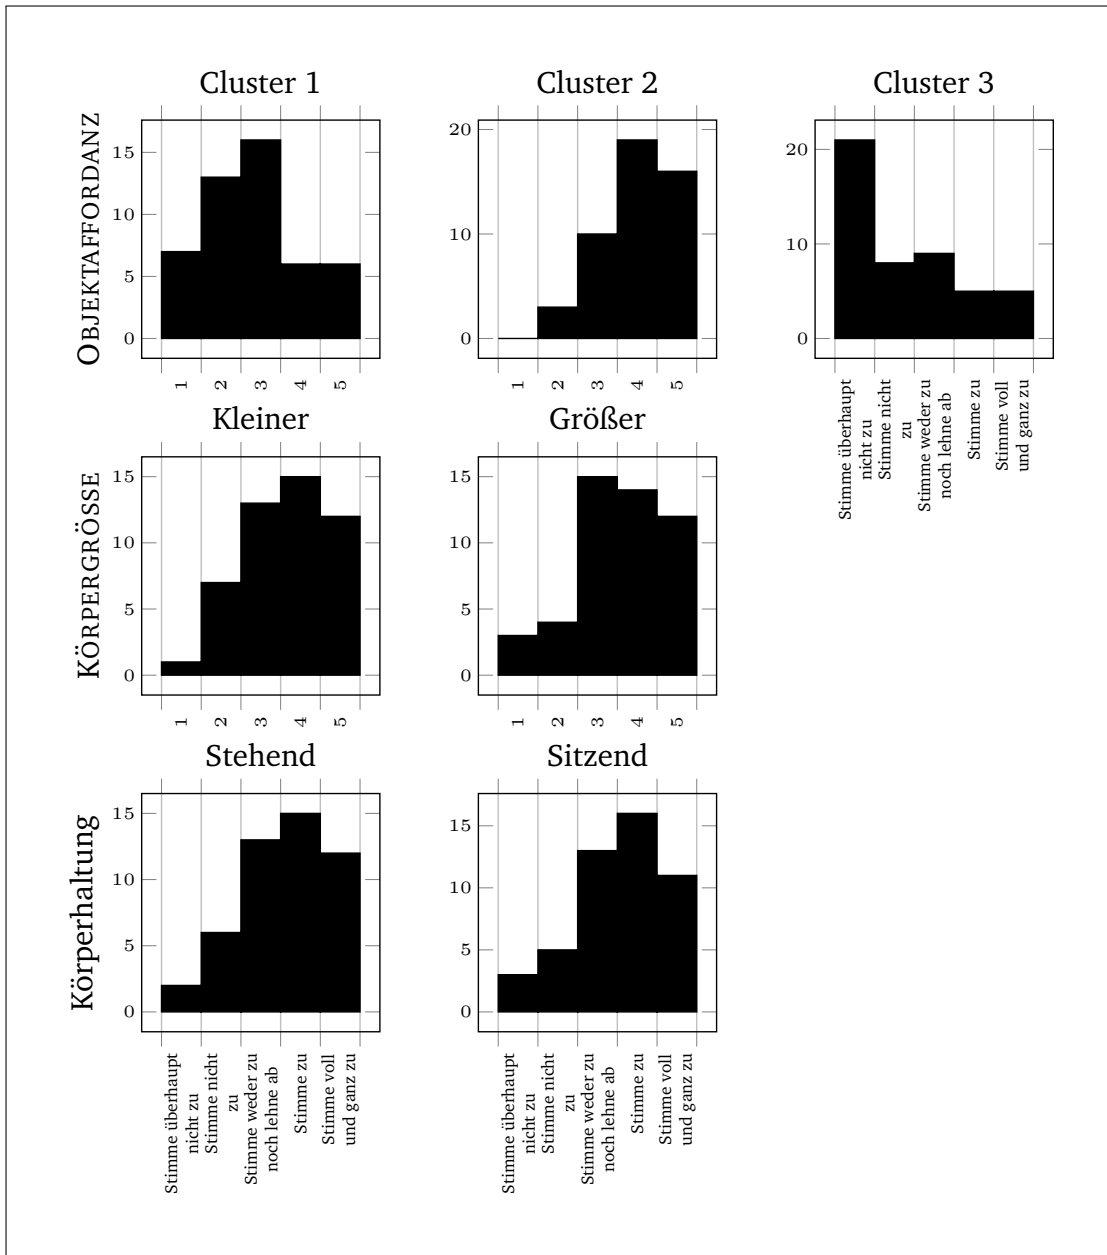 Cluster 1
Cluster 2
Cluster 3
OBJEKTAFFORDANZ
15
10
5
0
1
2
3
4
5
20
10
0
1
2
3
4
5
20
10
0
Stimme überhaupt
nicht zu
Stimme nicht
zu
Stimme weder zu
noch lehne ab
Stimme zu
Stimme voll
und ganz zu
Kleiner
Größer
KÖRPERGRÖSSE
15
10
5
0
1
2
3
4
5
15
10
5
0
1
2
3
4
5
Stehend
Sitzend
Körperhaltung
15
10
5
0
Stimme überhaupt
nicht zu
Stimme nicht
zu
Stimme weder zu
noch lehne ab
Stimme zu
Stimme voll
und ganz zu
15
10
5
0
Stimme überhaupt
nicht zu
Stimme nicht
zu
Stimme weder zu
noch lehne ab
Stimme zu
Stimme voll
und ganz zu